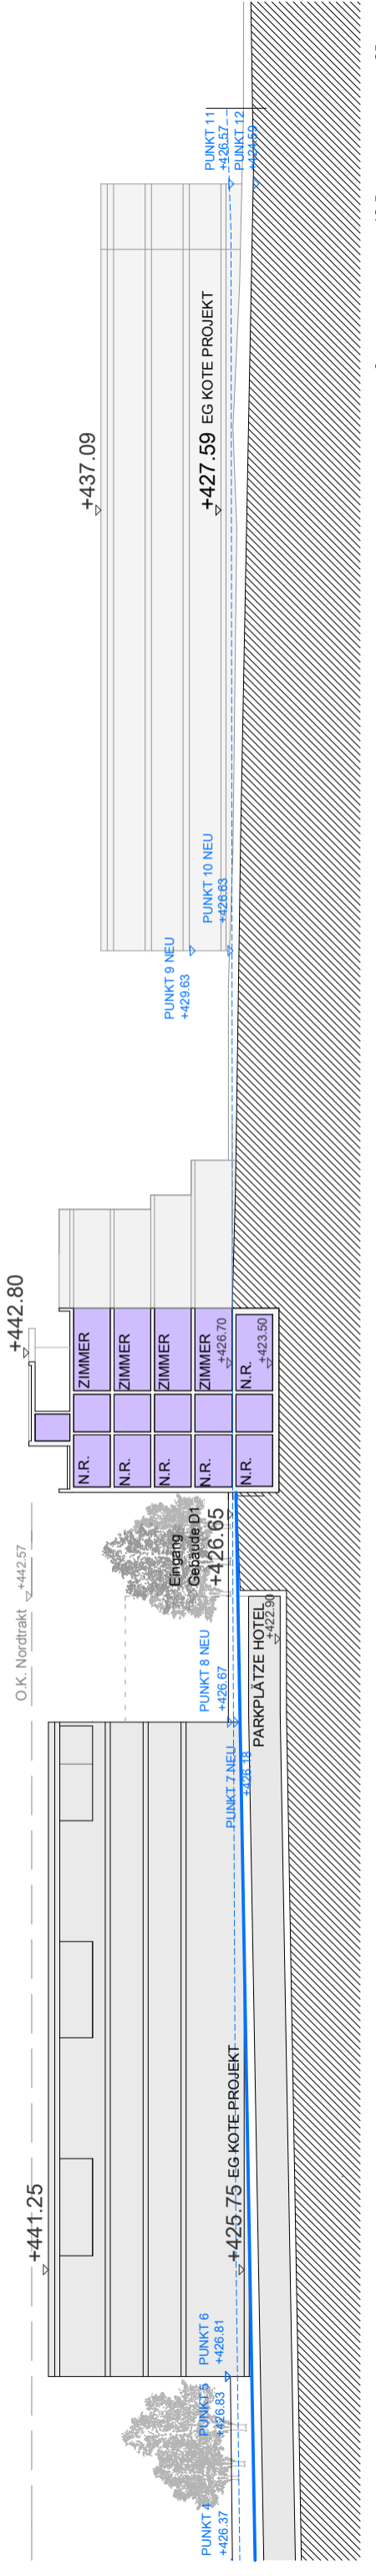 PUNKT 4
+426.37
PUNKT 5
+426.83
PUNKT 6
+426.81
+441.25
+425.75 EG KOTE PROJEKT
PUNKT 7 NEU
+426.18
PUNKT 8 NEU
+426.67
O.K. Nordtrakt +442.57
PARKPLÄTZE HOTEL
+422.90
Eingang
Gebäude D1
+426.65
+442.80
N.R.
ZIMMER
N.R.
ZIMMER
N.R.
ZIMMER
N.R.
ZIMMER
+426.70
N.R.
N.R.
+423.50
PUNKT 9 NEU
+429.63
PUNKT 10 NEU
+426.63
+437.09
+427.59 EG KOTE PROJEKT
PUNKT 11
+426.57
PUNKT 12
+424.59